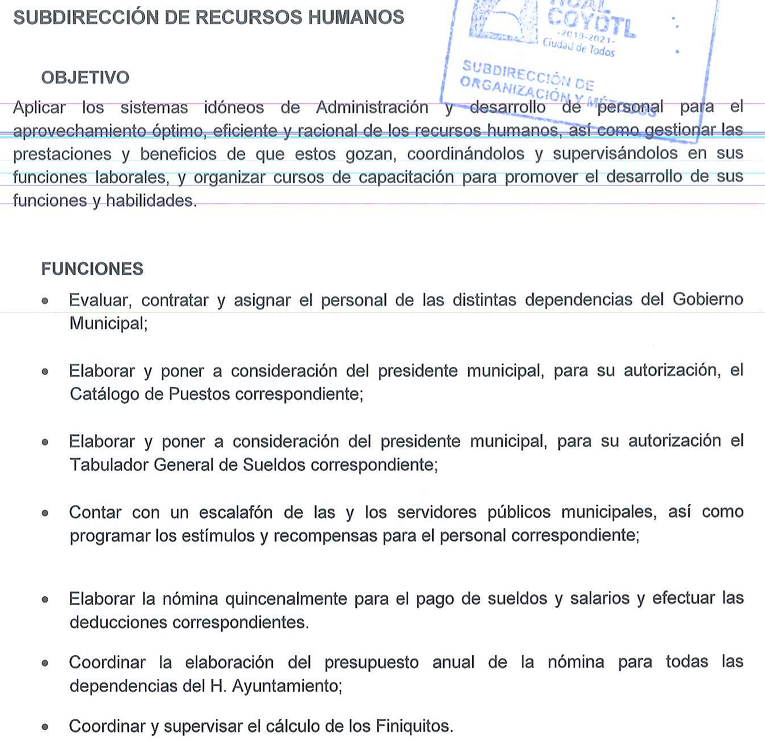 SUBDIRECCIÓN DE RECURSOS HUMANOS
COYOTL
-2019-2021-
Ciudad de Todos
SUBDIRECCIÓN DE
ORGANIZACIÓN Y MÉTODOS
OBJETIVO
Aplicar los sistemas idóneos de Administración y desarrollo de personal para el
aprovechamiento óptimo, eficiente y racional de los recursos humanos, así como gestionar las
prestaciones y beneficios de que estos gozan, coordinándolos y supervisándolos en sus
funciones laborales, y organizar cursos de capacitación para promover el desarrollo de sus
funciones y habilidades.
FUNCIONES
• Evaluar, contratar y asignar el personal de las distintas dependencias del Gobierno
Municipal;
• Elaborar y poner a consideración del presidente municipal, para su autorización, el
Catálogo de Puestos correspondiente;
• Elaborar y poner a consideración del presidente municipal, para su autorización el
Tabulador General de Sueldos correspondiente;
• Contar con un escalafón de las y los servidores públicos municipales, así como
programar los estímulos y recompensas para el personal correspondiente;
• Elaborar la nómina quincenalmente para el pago de sueldos y salarios y efectuar las
deducciones correspondientes.
• Coordinar la elaboración del presupuesto anual de la nómina para todas las
dependencias del H. Ayuntamiento;
• Coordinar y supervisar el cálculo de los Finiquitos.